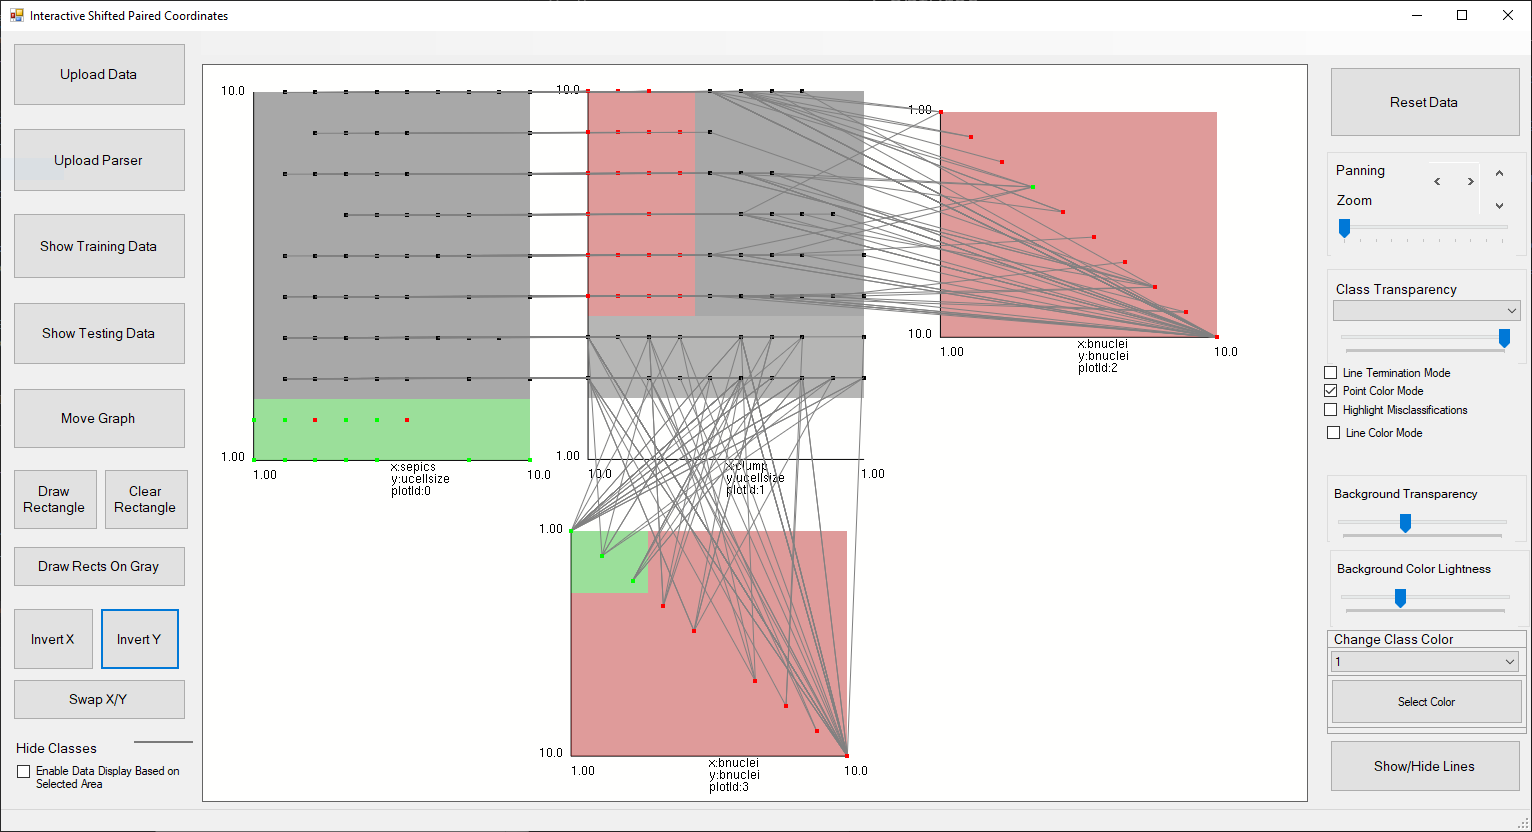 Interactive Shifted Paired Coordinates
Upload Data
Upload Parser
Show Training Data
Show Testing Data
Move Graph
Draw
Rectangle
Clear
Rectangle
Draw Rects On Gray
Invert X
Invert Y
Swap X/Y
Hide Classes
Enable Data Display Based on
Selected Area
10.0
1.00
1.00
10.0
x:sepics
y:ucellsize
plotId:0
10.0
1.00
10.0
1.00
x:clump
y:ucellsize
plotId:1
1.00
10.0
1.00
10.0
x:bnuclei
y:bnuclei
plotId:2
1.00
10.0
1.00
10.0
x:bnuclei
y:bnuclei
plotId:3
Reset Data
Panning
Zoom
Class Transparency
Line Termination Mode
Point Color Mode
Highlight Misclassifications
Line Color Mode
Background Transparency
Background Color Lightness
Change Class Color
1
Select Color
Show/Hide Lines